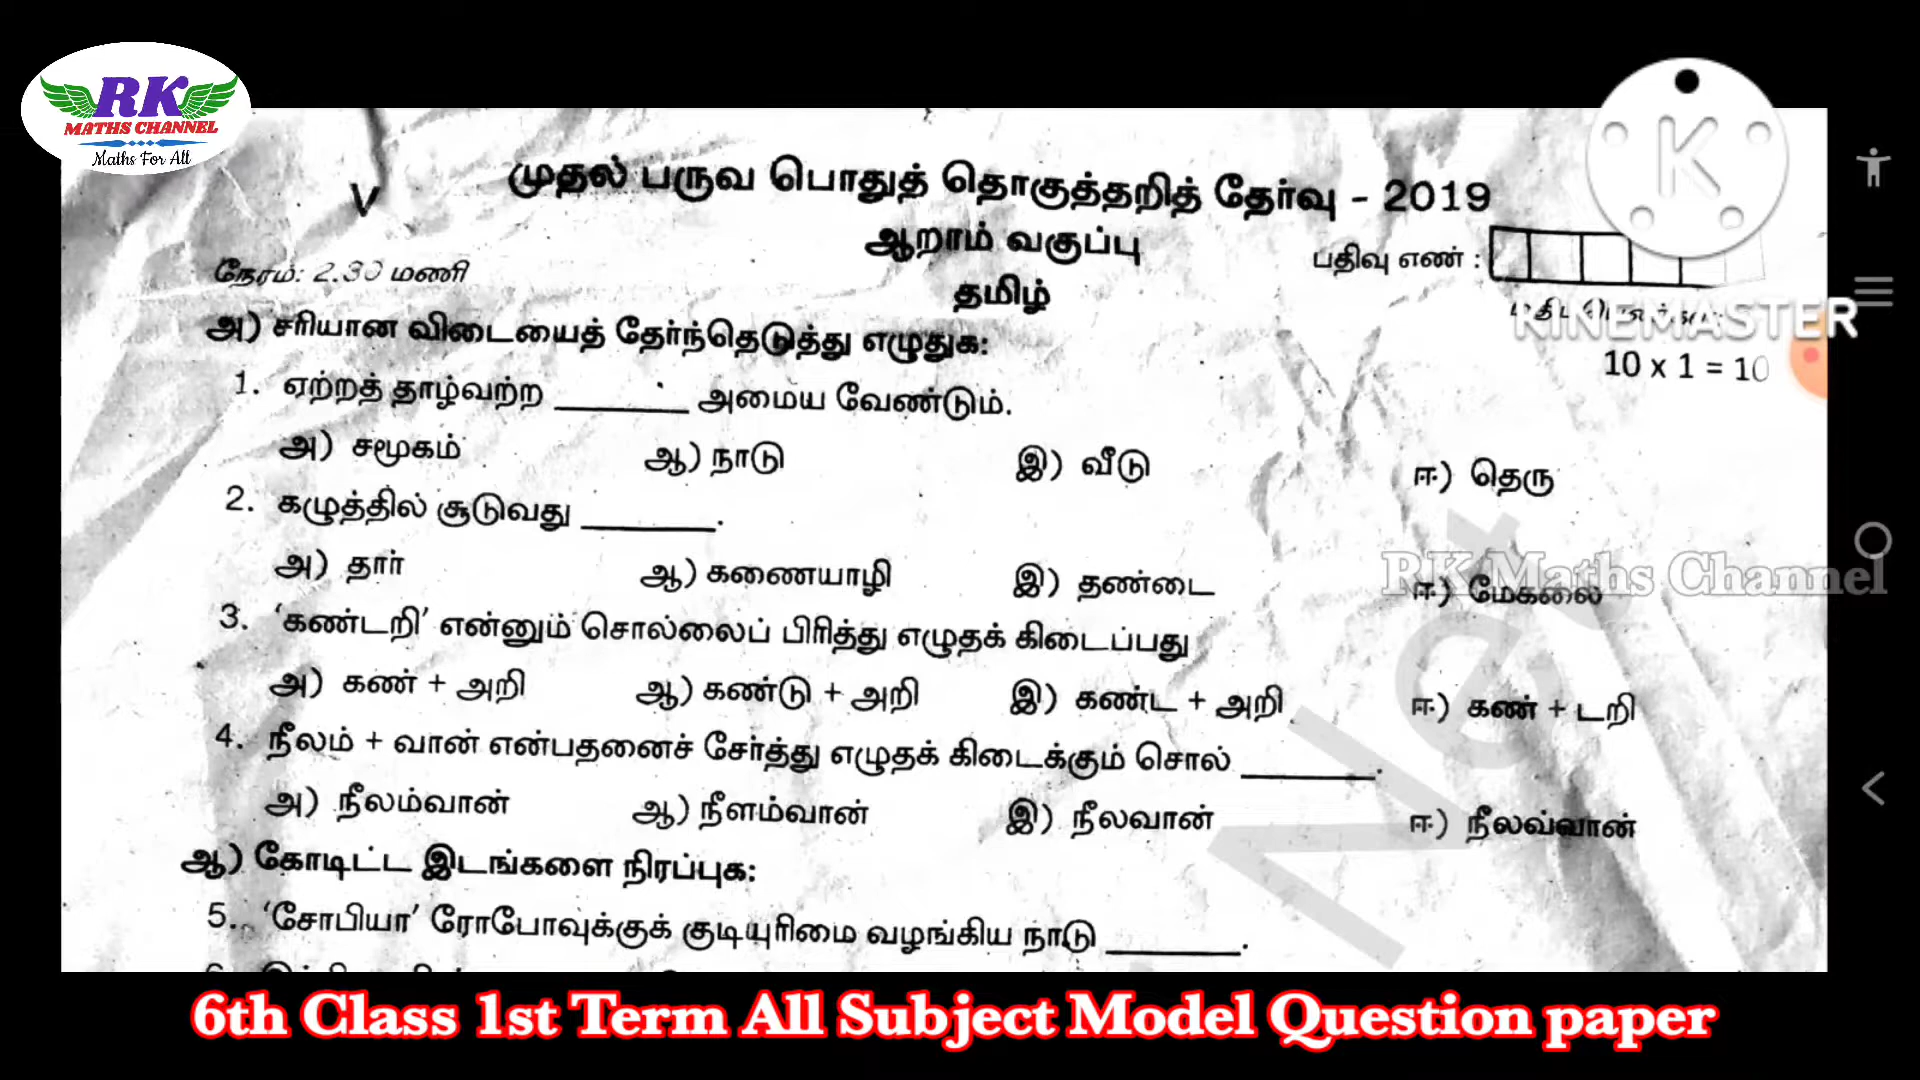 RK
MATHS CHANNEL
Maths For All
V
முதல் பருவ பொதுத் தொகுத்தறித் தேர்வு - 2019
ஆறாம் வகுப்பு
நேரம்: 2.30 மணி
பதிவு எண் :
தமிழ்
K
KINEMASTER
அ) சரியான விடையைத் தேர்ந்தெடுத்து எழுதுக:
10 x 1 = 10
1. ஏற்றத் தாழ்வற்ற ________ அமைய வேண்டும்.
அ) சமூகம் ஆ) நாடு இ) வீடு ஈ) தெரு
2. கழுத்தில் சூடுவது ________.
அ) தார் ஆ) கணையாழி இ) தண்டை ஈ) மேகலை
RK Maths Channel
3. ‘கண்டறி’ என்னும் சொல்லைப் பிரித்து எழுதக் கிடைப்பது
அ) கண் + அறி ஆ) கண்டு + அறி இ) கண்ட + அறி ஈ) கண் + டறி
4. நீலம் + வான் என்பதனைச் சேர்த்து எழுதக் கிடைக்கும் சொல் ________.
அ) நீலம்வான் ஆ) நீளம்வான் இ) நீலவான் ஈ) நீலவ்வான்
ஆ) கோடிட்ட இடங்களை நிரப்புக:
5. ‘சோபியா’ ரோபோவுக்குக் குடியுரிமை வழங்கிய நாடு ________.
Net
6th Class 1st Term All Subject Model Question paper